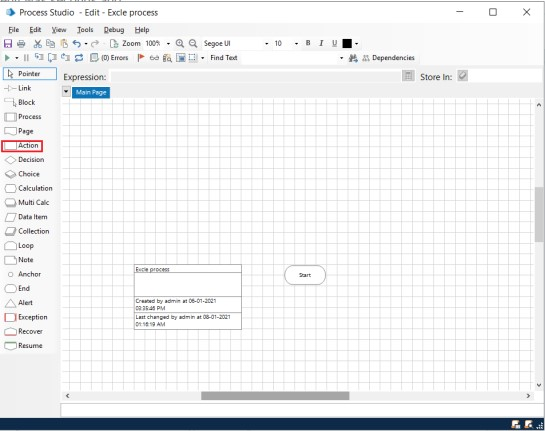 Process Studio - Edit - Excle process
File Edit View Tools Debug Help
Zoom 100% Segoe UI 10 B I U
(0) Errors Find Text Dependencies
Pointer
Link
Block
Process
Page
Action
Decision
Choice
Calculation
Multi Calc
Data Item
Collection
Loop
Note
Anchor
End
Alert
Exception
Recover
Resume
Expression: Store In:
Main Page
Excle process
Created by admin at 06-01-2021
03:35:46 PM
Last changed by admin at 08-01-2021
01:16:19 AM
Start